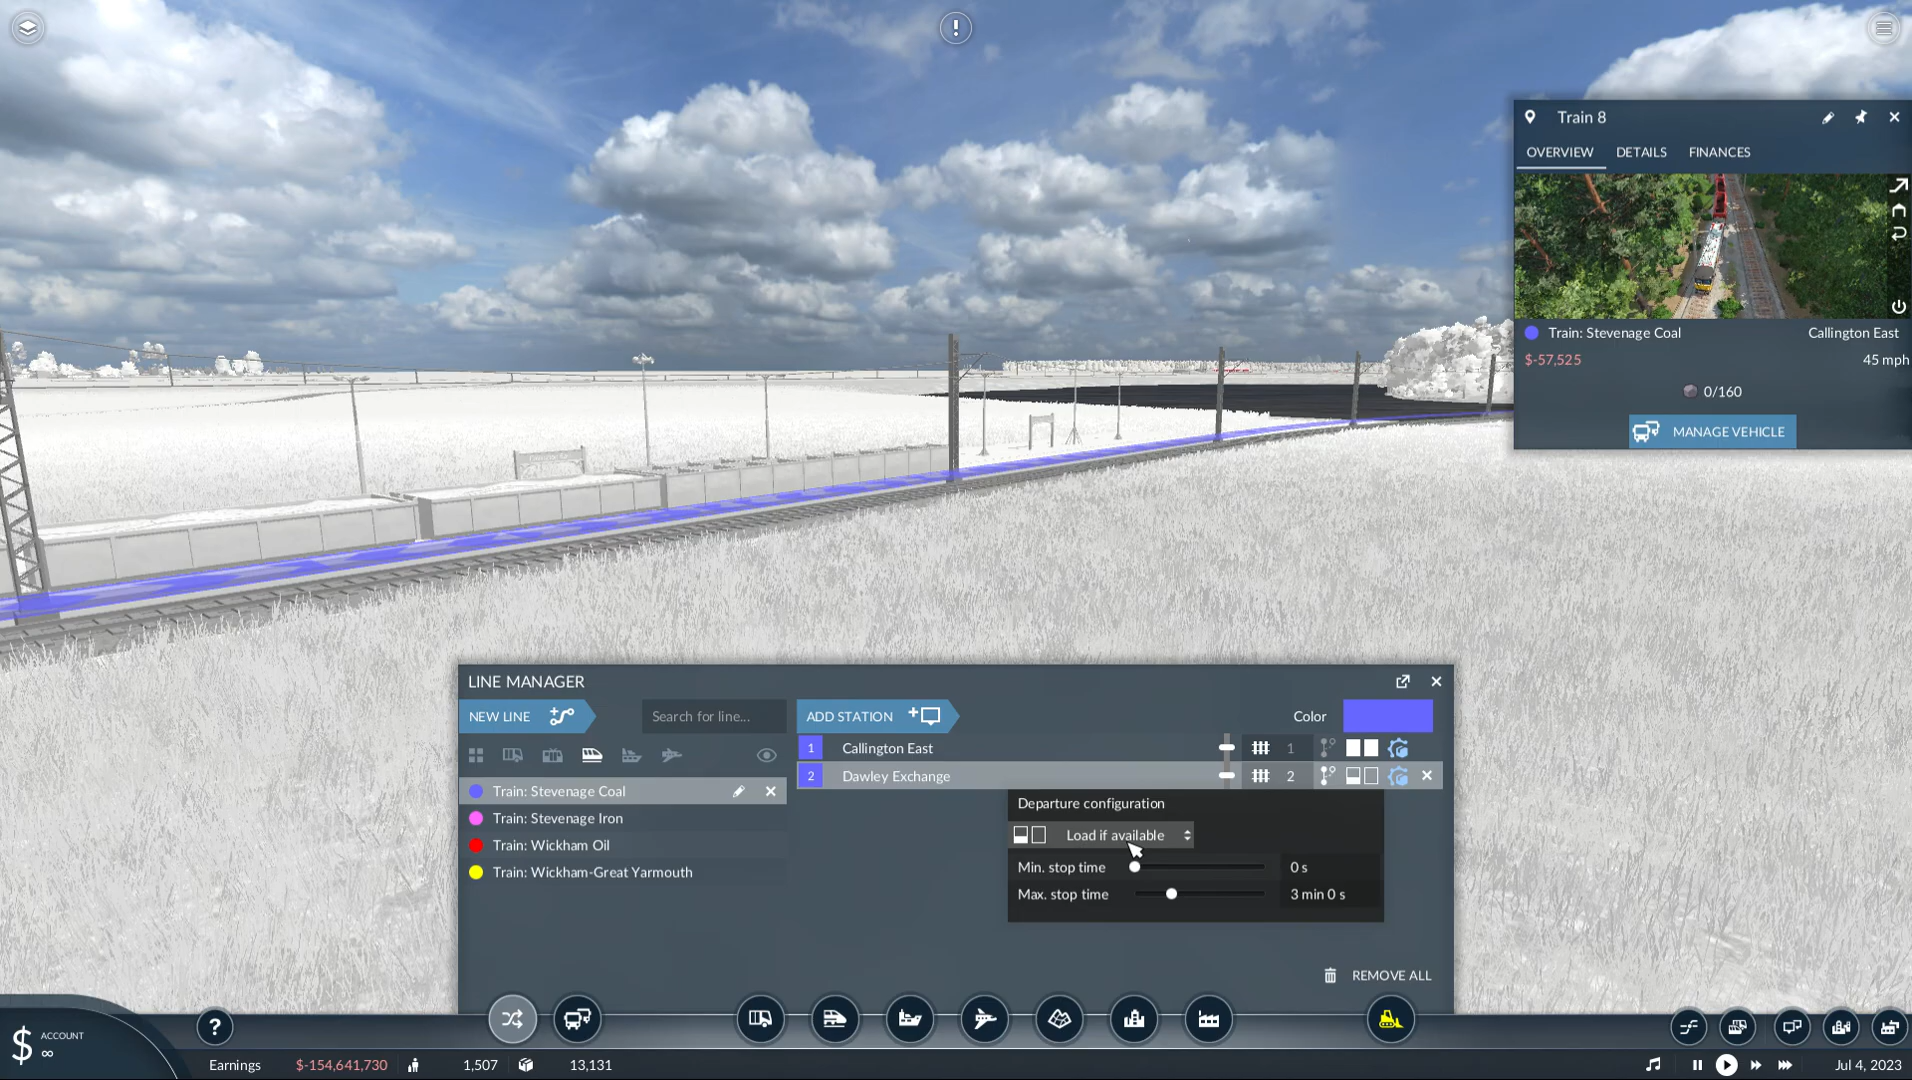 Train 8
OVERVIEW DETAILS FINANCES
Train: Stevenage Coal Callington East
$-57,525 45 mph
0/160
MANAGE VEHICLE
LINE MANAGER
NEW LINE Search for line... ADD STATION Color
1 Callington East 1
2 Dawley Exchange 2
Train: Stevenage Coal
Train: Stevenage Iron
Train: Wickham Oil
Train: Wickham-Great Yarmouth
Departure configuration
Load if available
Min. stop time 0 s
Max. stop time 3 min 0 s
REMOVE ALL
$ ACCOUNT
∞
?
Earnings $-154,641,730 1,507 13,131 Jul 4, 2023